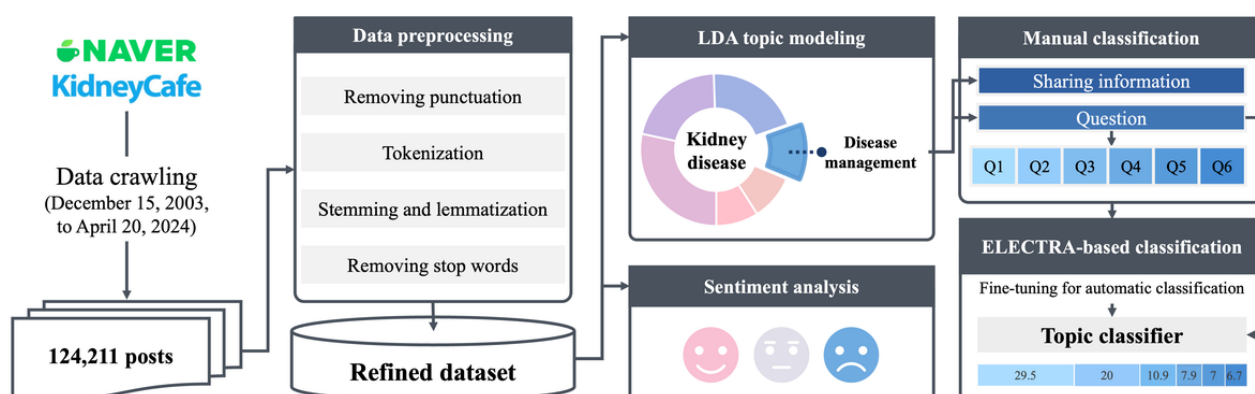 NAVER
KidneyCafe
Data crawling
(December 15, 2003,
to April 20, 2024)
124,211 posts
Data preprocessing
Removing punctuation
Tokenization
Stemming and lemmatization
Removing stop words
Refined dataset
LDA topic modeling
Kidney
disease
Disease
management
Sentiment analysis
Manual classification
Sharing information
Question
Q1 Q2 Q3 Q4 Q5 Q6
ELECTRA-based classification
Fine-tuning for automatic classification
Topic classifier
29.5 20 10.9 7.9 7 6.7